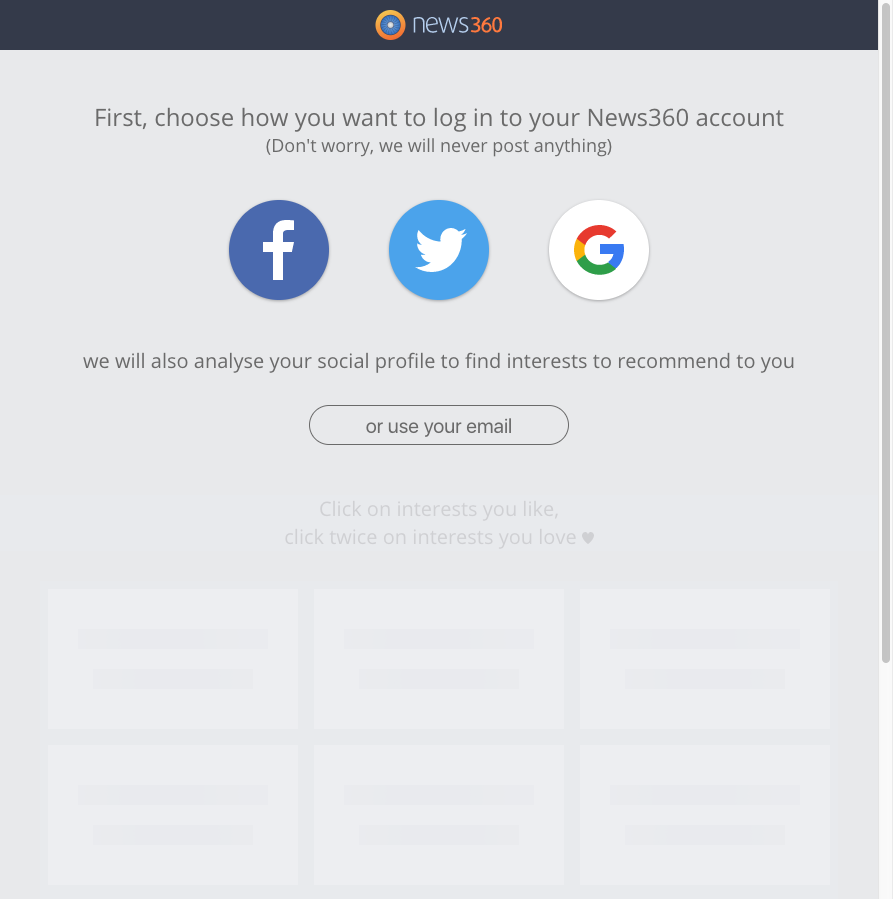 news360
First, choose how you want to log in to your News360 account
(Don't worry, we will never post anything)
we will also analyse your social profile to find interests to recommend to you
or use your email
Click on interests you like,
click twice on interests you love ♥